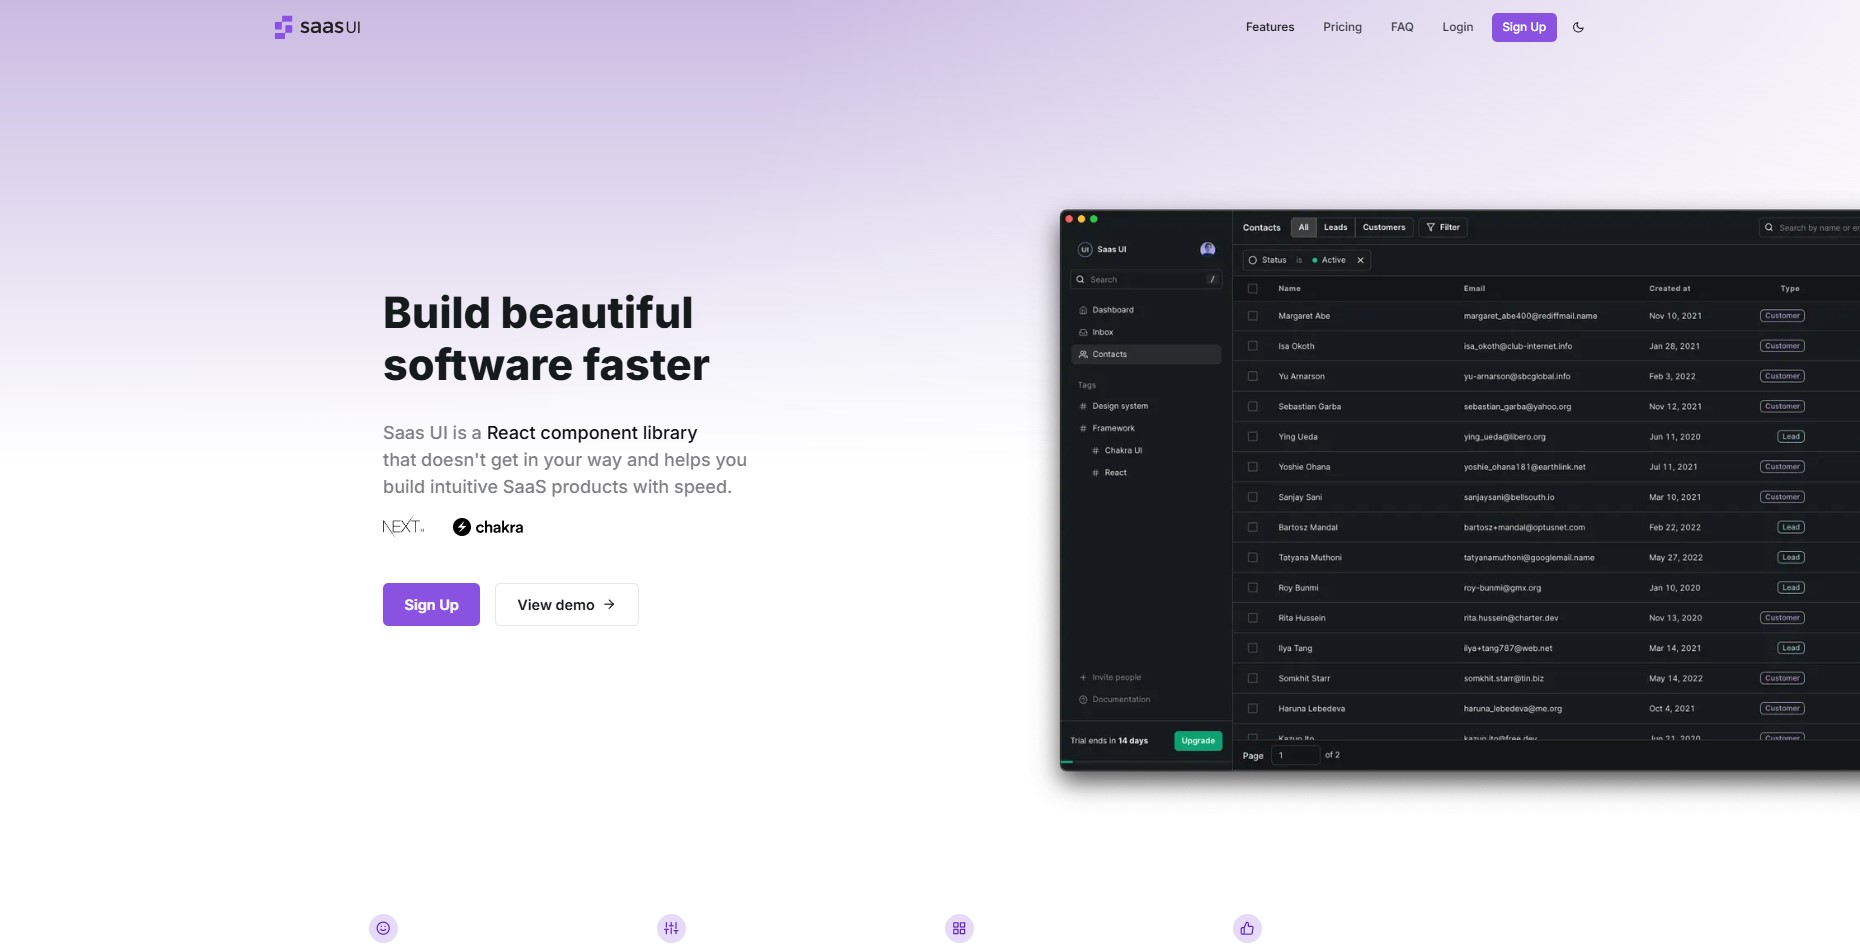 saas UI
Features
Pricing
FAQ
Login
Sign Up
Build beautiful
software faster
Saas UI is a React component library
that doesn't get in your way and helps you
build intuitive SaaS products with speed.
NEXT
chakra
Sign Up
View demo
UI Saas UI
Search /
Dashboard
Inbox
Contacts
Tags
# Design system
# Framework
# Chakra UI
# React
+ Invite people
Documentation
Trial ends in 14 days Upgrade
Contacts All Leads Customers Filter
Search by name or
Status is Active
Name Email Created at Type
Margaret Abe margaret_abe400@rediffmail.name Nov 10, 2021 Customer
Isa Okoth isa_okoth@club-internet.info Jan 28, 2021 Customer
Yu Arnarson yu-arnarson@sbcglobal.info Feb 3, 2022 Customer
Sebastian Garba sebastian_garba@yahoo.org Nov 12, 2021 Customer
Ying Ueda ying_ueda@libero.org Jun 11, 2020 Lead
Yoshie Ohana yoshie_ohana181@earthlink.net Jul 11, 2021 Customer
Sanjay Sani sanjaysani@bellsouth.io Mar 10, 2021 Customer
Bartosz Mandal bartosz+mandal@optusnet.com Feb 22, 2022 Lead
Tatyana Muthoni tatyanamuthoni@googlemail.name May 27, 2022 Lead
Roy Bunmi roy-bunmi@gmx.org Jan 10, 2020 Lead
Rita Hussein rita.hussein@charter.dev Nov 13, 2020 Customer
Ilya Tang ilya+tang787@web.net Mar 14, 2021 Lead
Somkhit Starr somkhit.starr@tin.biz May 14, 2022 Customer
Haruna Lebedeva haruna_lebedeva@me.org Oct 4, 2021 Customer
Kazuo Ito kazuo.ito@free.dev Jun 21, 2020 Customer
Page 1 of 2